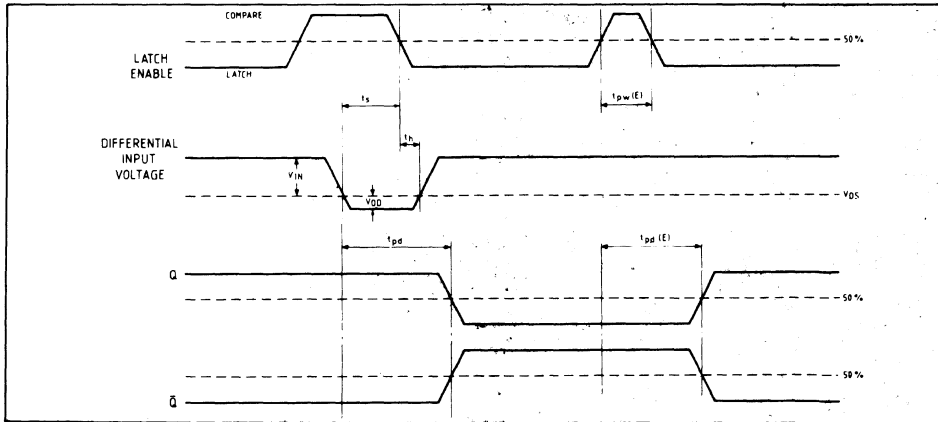 COMPARE
50%
LATCH
ENABLE
LATCH
ts
tpw(E)
th
DIFFERENTIAL
INPUT
VOLTAGE
VIN
VOD
VOS
tpd
tpd(E)
Q
50%
50%
Q̄